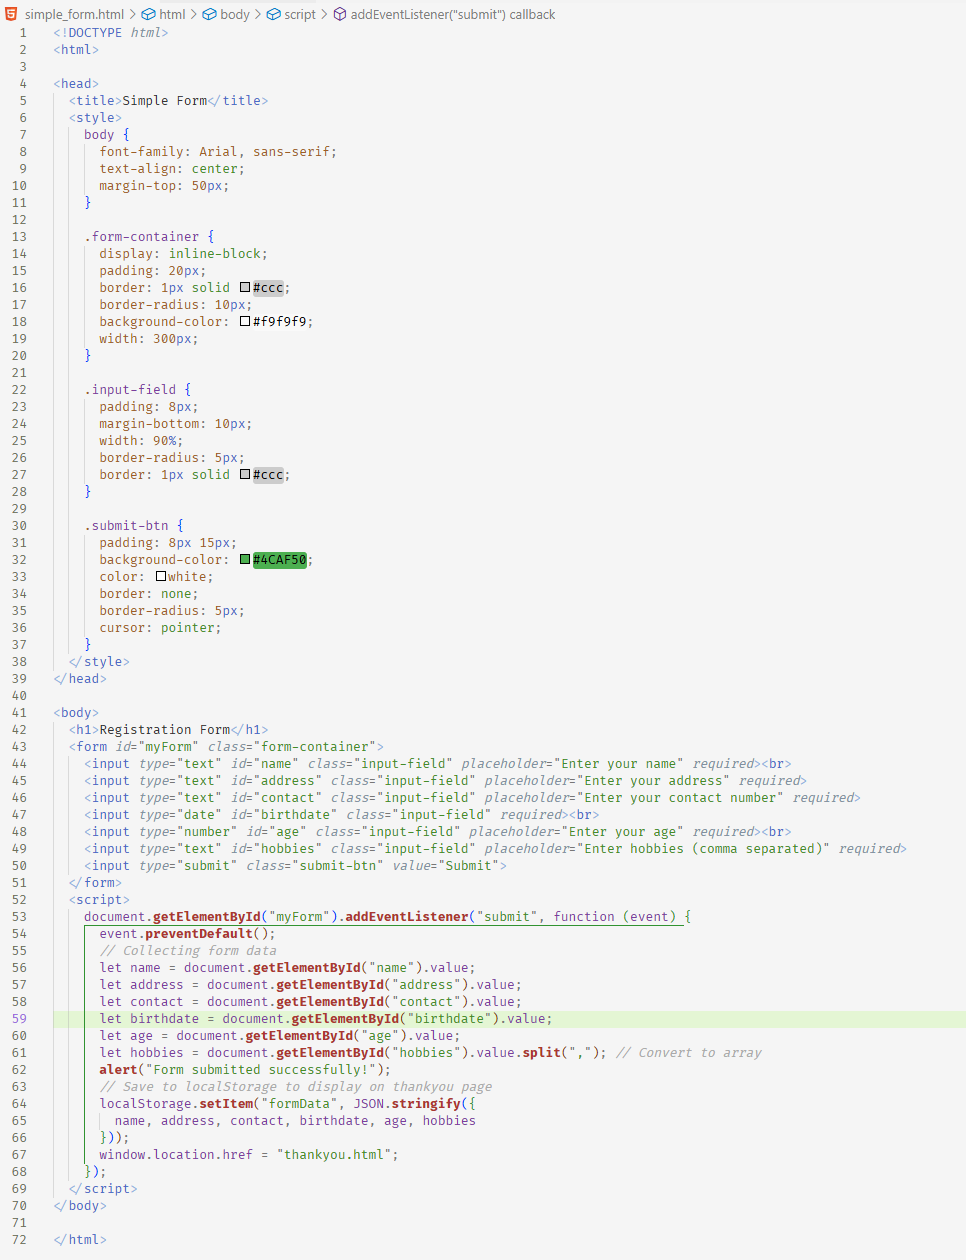 simple_form.html > html > body > script > addEventListener("submit") callback
1 <!DOCTYPE html>
2 <html>
3
4 <head>
5   <title>Simple Form</title>
6   <style>
7     body {
8       font-family: Arial, sans-serif;
9       text-align: center;
10       margin-top: 50px;
11     }
12
13     .form-container {
14       display: inline-block;
15       padding: 20px;
16       border: 1px solid #ccc;
17       border-radius: 10px;
18       background-color: #f9f9f9;
19       width: 300px;
20     }
21
22     .input-field {
23       padding: 8px;
24       margin-bottom: 10px;
25       width: 90%;
26       border-radius: 5px;
27       border: 1px solid #ccc;
28     }
29
30     .submit-btn {
31       padding: 8px 15px;
32       background-color: #4CAF50;
33       color: white;
34       border: none;
35       border-radius: 5px;
36       cursor: pointer;
37     }
38   </style>
39 </head>
40
41 <body>
42   <h1>Registration Form</h1>
43   <form id="myForm" class="form-container">
44     <input type="text" id="name" class="input-field" placeholder="Enter your name" required><br>
45     <input type="text" id="address" class="input-field" placeholder="Enter your address" required>
46     <input type="text" id="contact" class="input-field" placeholder="Enter your contact number" required>
47     <input type="date" id="birthdate" class="input-field" required><br>
48     <input type="number" id="age" class="input-field" placeholder="Enter your age" required><br>
49     <input type="text" id="hobbies" class="input-field" placeholder="Enter hobbies (comma separated)" required>
50     <input type="submit" class="submit-btn" value="Submit">
51   </form>
52   <script>
53     document.getElementById("myForm").addEventListener("submit", function (event) {
54       event.preventDefault();
55       // Collecting form data
56       let name = document.getElementById("name").value;
57       let address = document.getElementById("address").value;
58       let contact = document.getElementById("contact").value;
59       let birthdate = document.getElementById("birthdate").value;
60       let age = document.getElementById("age").value;
61       let hobbies = document.getElementById("hobbies").value.split(","); // Convert to array
62       alert("Form submitted successfully!");
63       // Save to localStorage to display on thankyou page
64       localStorage.setItem("formData", JSON.stringify({
65         name, address, contact, birthdate, age, hobbies
66       }));
67       window.location.href = "thankyou.html";
68     });
69   </script>
70 </body>
71
72 </html>